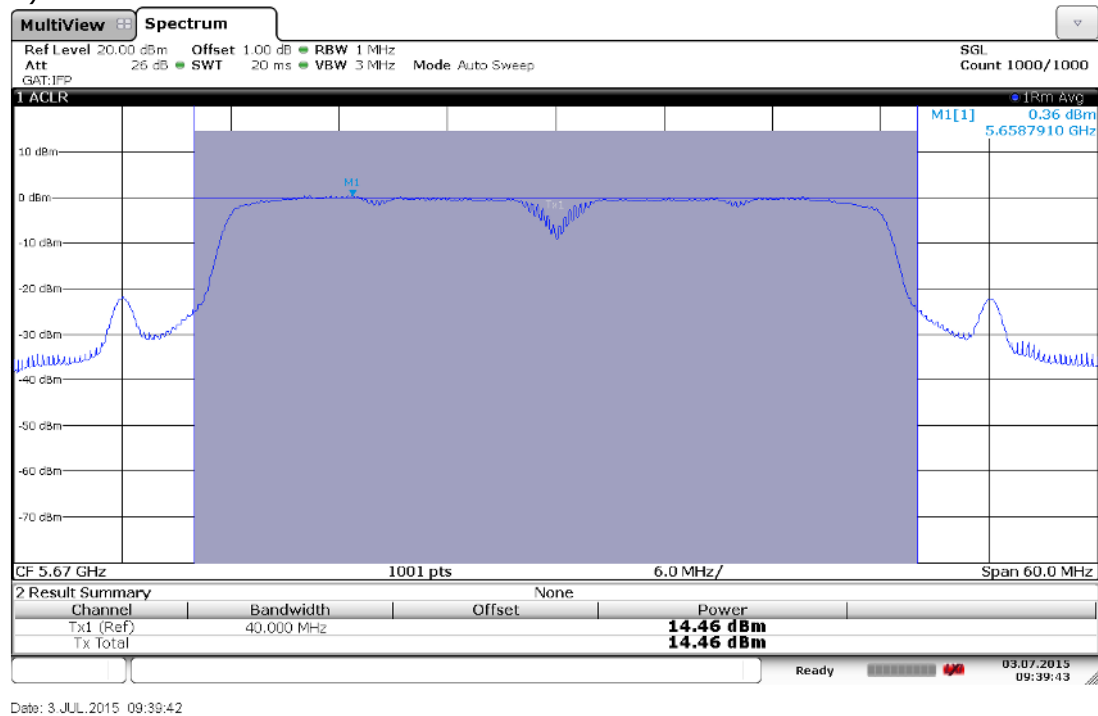 MultiView Spectrum
Ref Level 20.00 dBm Offset 1.00 dB RBW 1 MHz SGL
Att 26 dB SWT 20 ms VBW 3 MHz Mode Auto Sweep Count 1000/1000
GAT:IFP
1 ACLR 1Rm Avg
M1[1] 0.36 dBm
5.6587910 GHz
10 dBm
M1
0 dBm
Tx1
-10 dBm
-20 dBm
-30 dBm
-40 dBm
-50 dBm
-60 dBm
-70 dBm
CF 5.67 GHz 1001 pts 6.0 MHz/ Span 60.0 MHz
2 Result Summary None
Channel Bandwidth Offset Power
Tx1 (Ref) 40.000 MHz 14.46 dBm
Tx Total 14.46 dBm
Ready 03.07.2015
09:39:43
Date: 3.JUL.2015 09:39:42